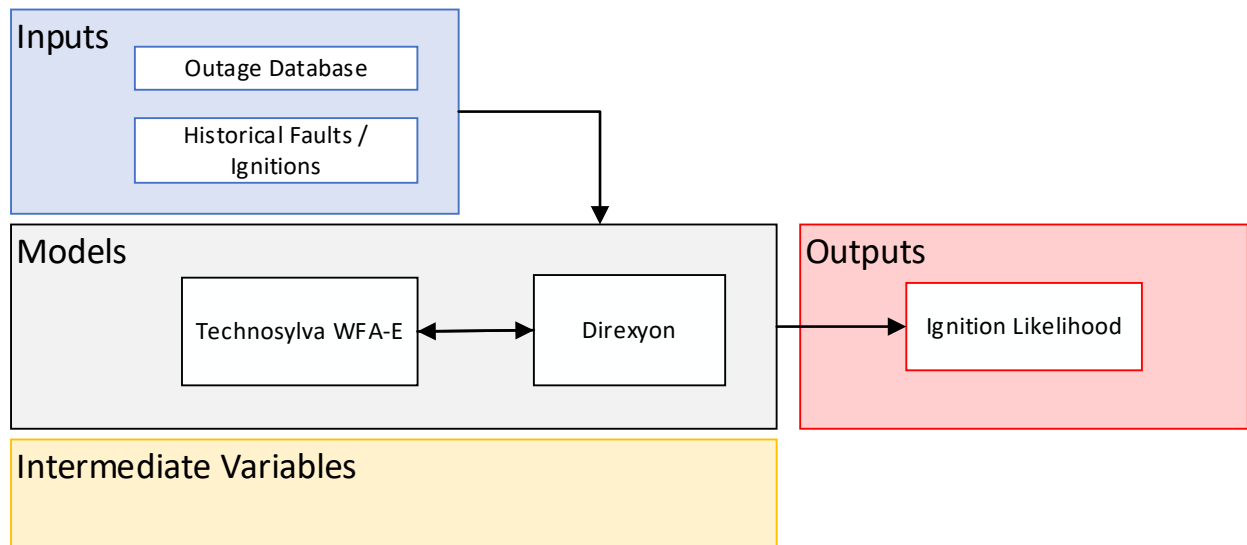 Inputs
Outage Database
Historical Faults /
Ignitions
Models
Technosylva WFA-E
Direxyon
Outputs
Ignition Likelihood
Intermediate Variables